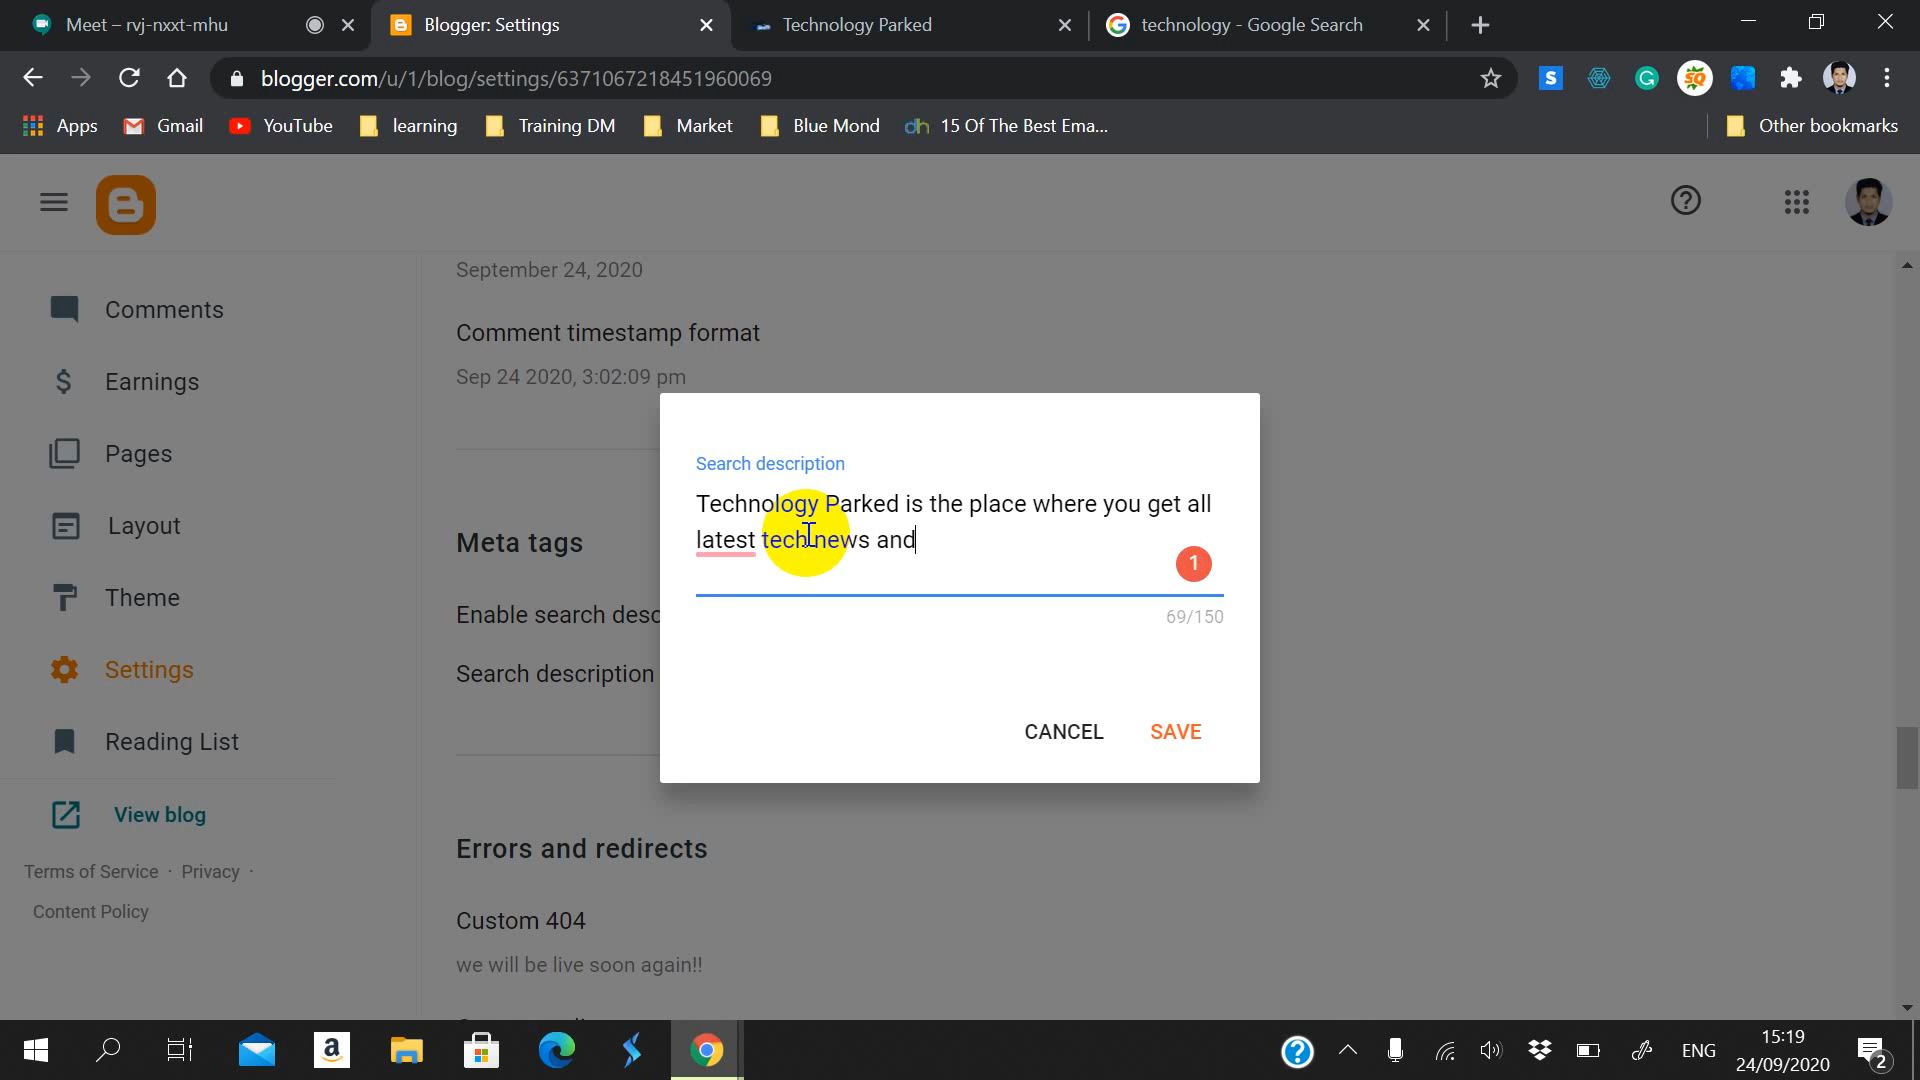 Meet – rvj-nxxt-mhu
Blogger: Settings
Technology Parked
technology - Google Search
blogger.com/u/1/blog/settings/6371067218451960069
Apps
Gmail
YouTube
learning
Training DM
Market
Blue Mond
15 Of The Best Ema...
Other bookmarks
September 24, 2020
Comments
Comment timestamp format
Earnings
Sep 24 2020, 3:02:09 pm
Pages
Search description
Technology Parked is the place where you get all
latest tech news and
1
69/150
CANCEL
SAVE
Layout
Meta tags
Theme
Enable search desc
Settings
Search description
Reading List
View blog
Errors and redirects
Terms of Service · Privacy ·
Content Policy
Custom 404
we will be live soon again!!
ENG
15:19
24/09/2020
2